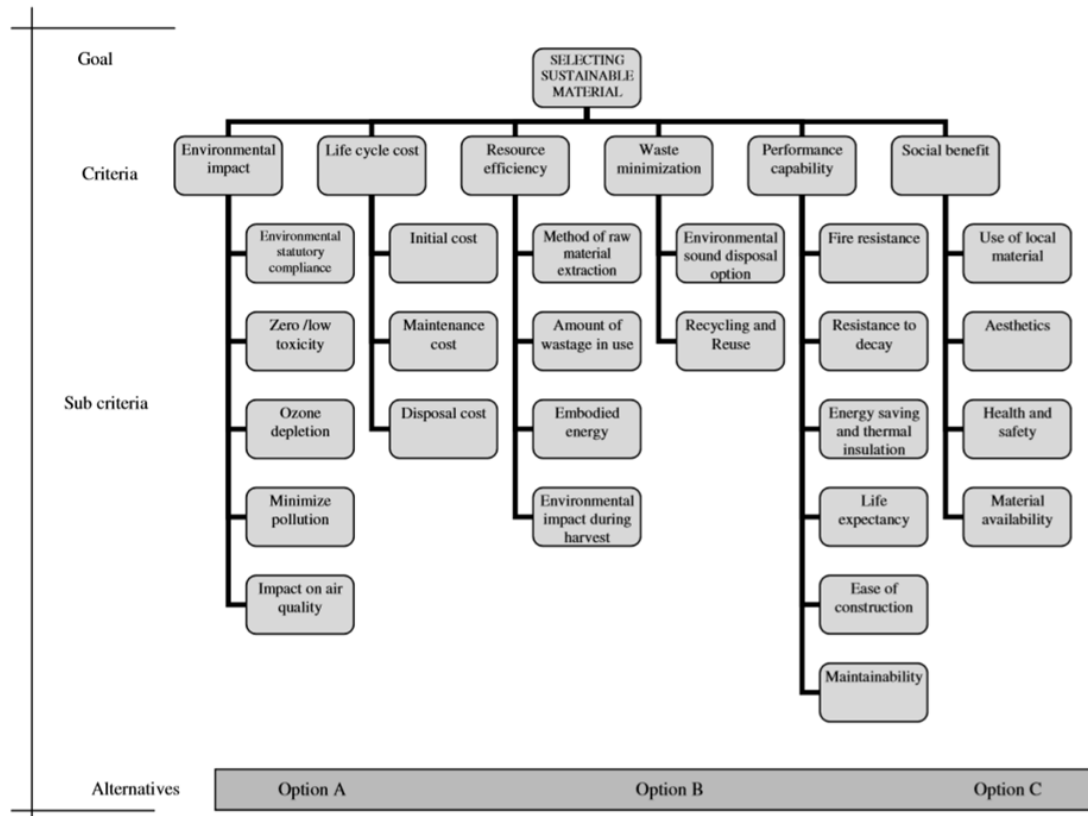 Goal
SELECTING
SUSTAINABLE
MATERIAL
Criteria
Environmental
impact
Life cycle cost
Resource
efficiency
Waste
minimization
Performance
capability
Social benefit
Sub criteria
Environmental
statutory
compliance
Zero /low
toxicity
Ozone
depletion
Minimize
pollution
Impact on air
quality
Initial cost
Maintenance
cost
Disposal cost
Method of raw
material
extraction
Amount of
wastage in use
Embodied
energy
Environmental
impact during
harvest
Environmental
sound disposal
option
Recycling and
Reuse
Fire resistance
Resistance to
decay
Energy saving
and thermal
insulation
Life
expectancy
Ease of
construction
Maintainability
Use of local
material
Aesthetics
Health and
safety
Material
availability
Alternatives
Option A
Option B
Option C